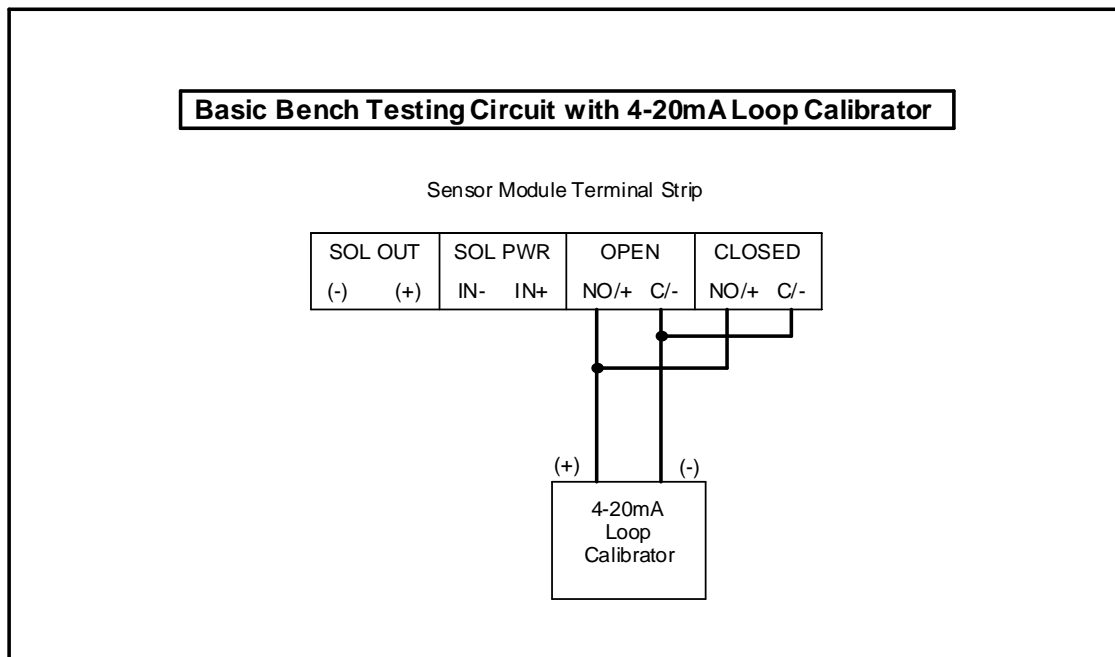 Basic Bench Testing Circuit with 4-20mA Loop Calibrator
Sensor Module Terminal Strip
SOL OUT SOL PWR OPEN CLOSED
(-) (+) IN- IN+ NO/+ C/- NO/+ C/-
(+) (-)
4-20mA
Loop
Calibrator